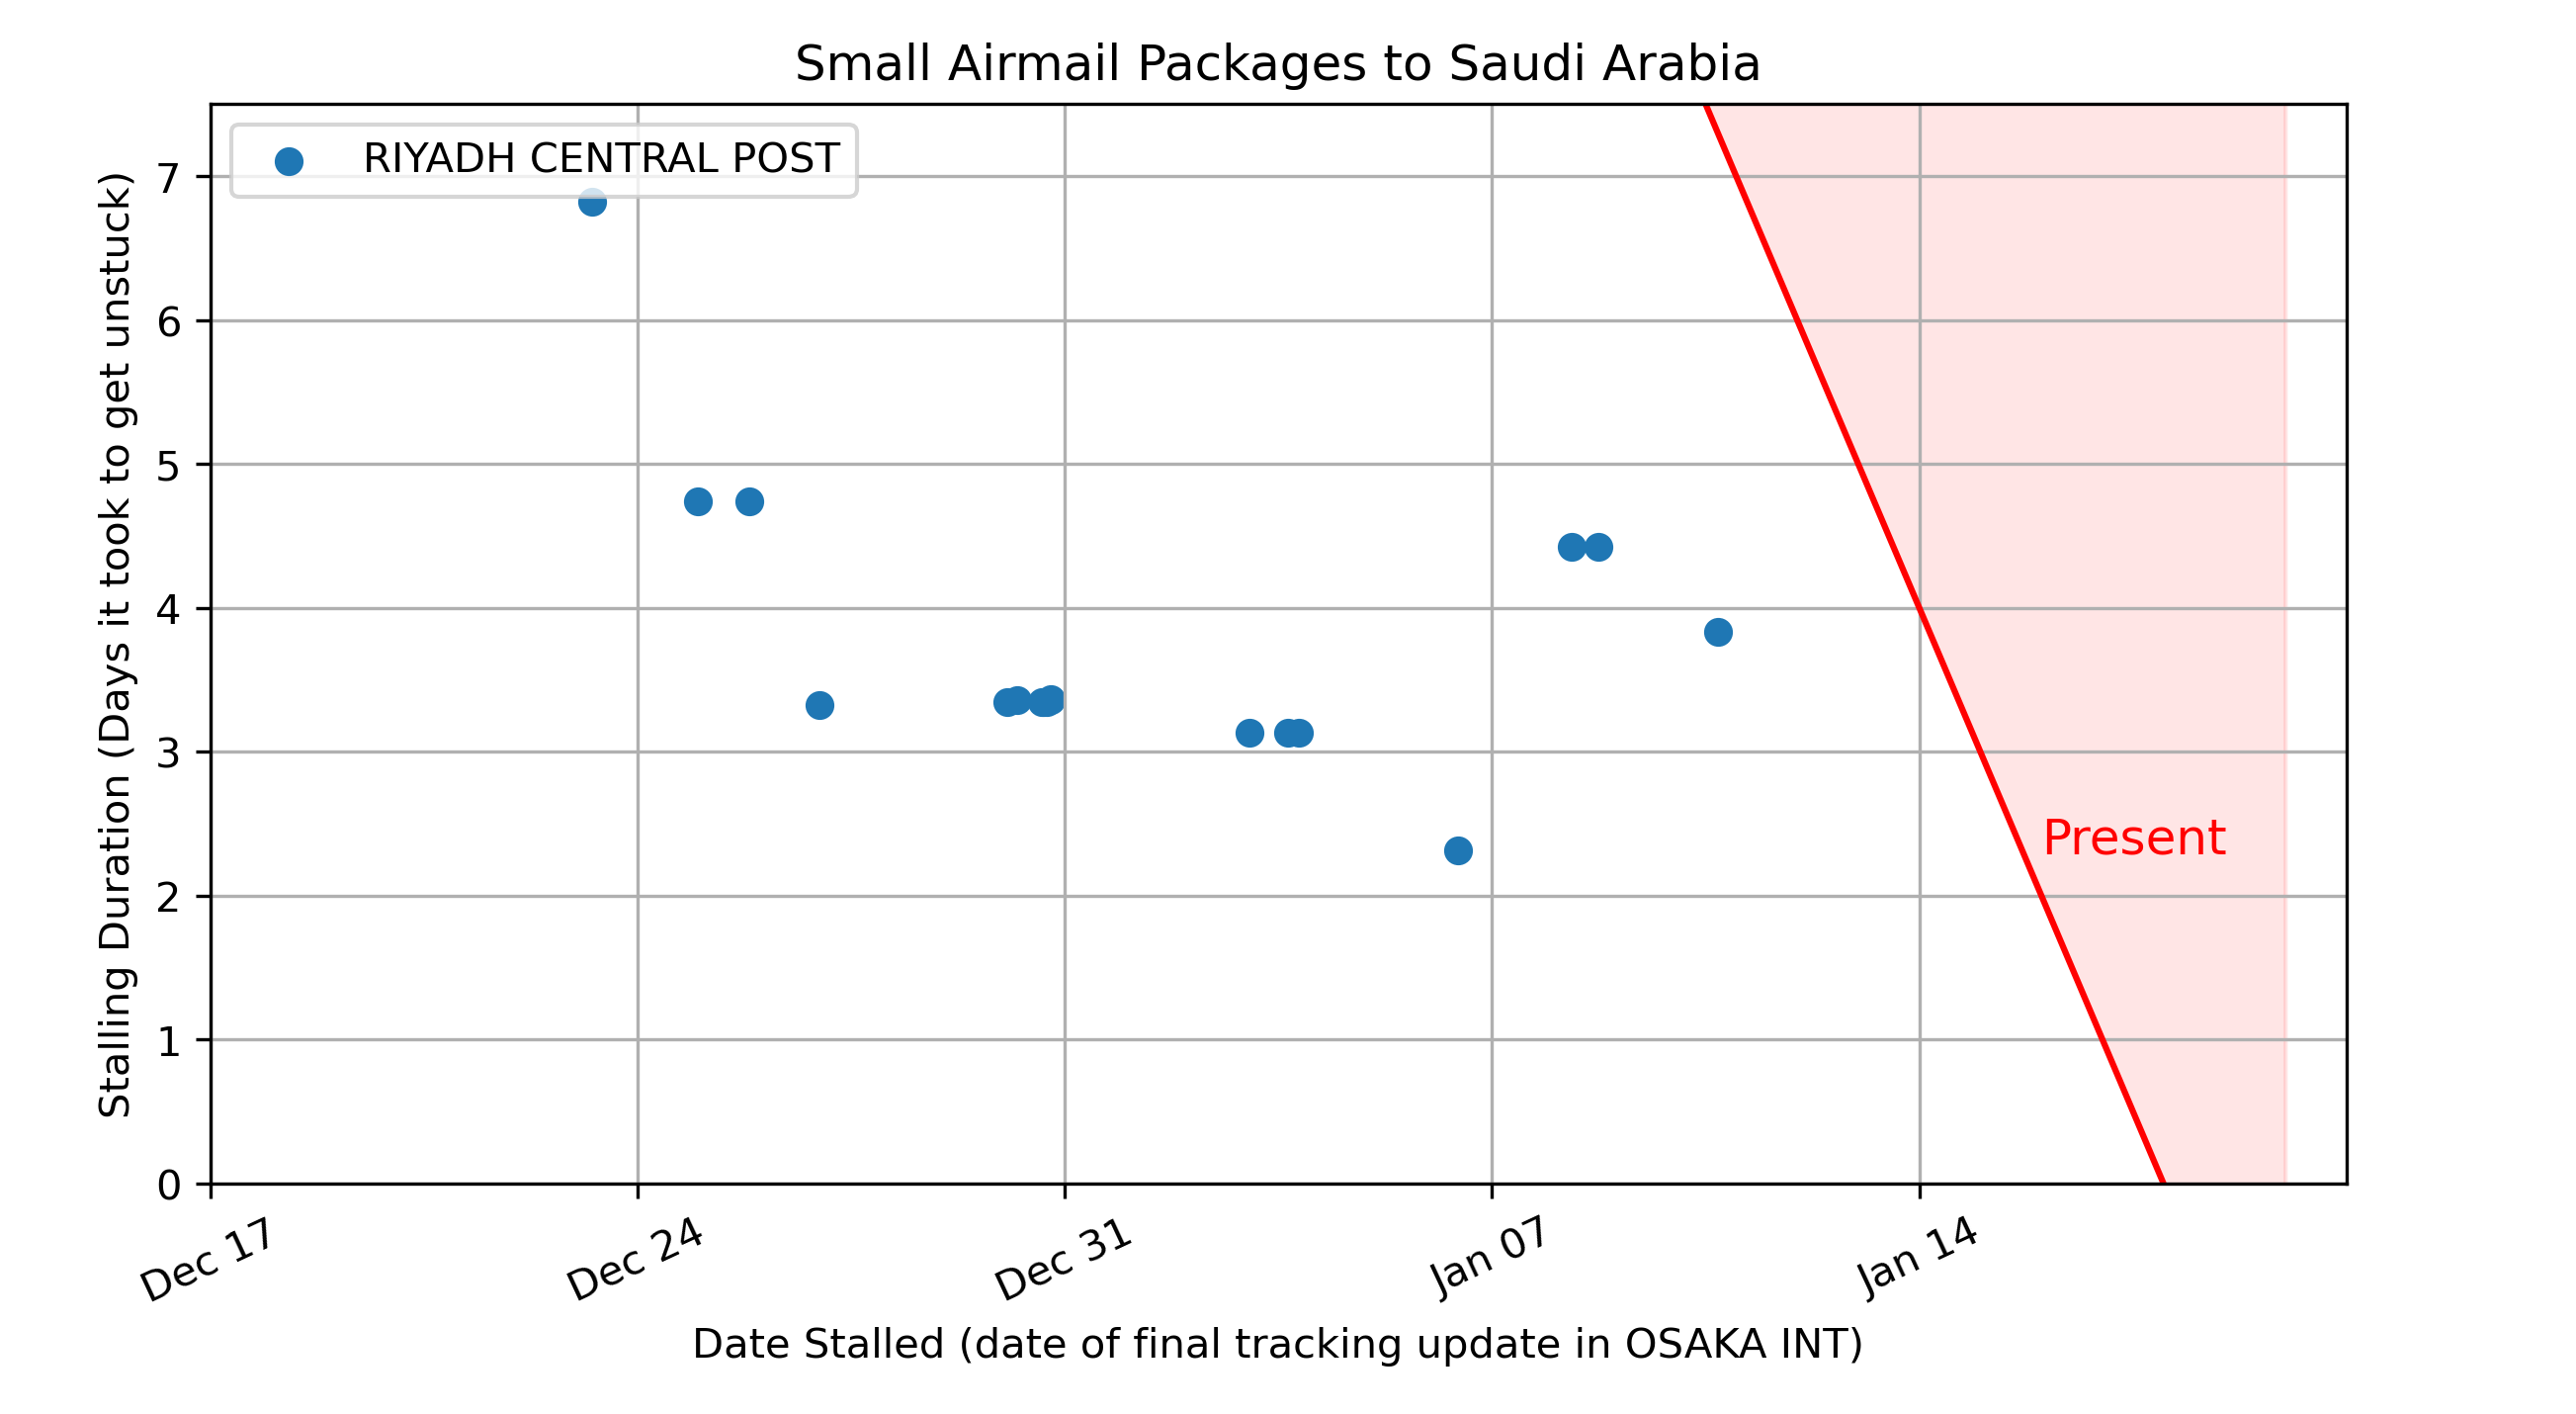 Small Airmail Packages to Saudi Arabia
RIYADH CENTRAL POST
Stalling Duration (Days it took to get unstuck)
7
6
5
4
3
2
1
0
Present
Dec 17
Dec 24
Dec 31
Jan 07
Jan 14
Date Stalled (date of final tracking update in OSAKA INT)